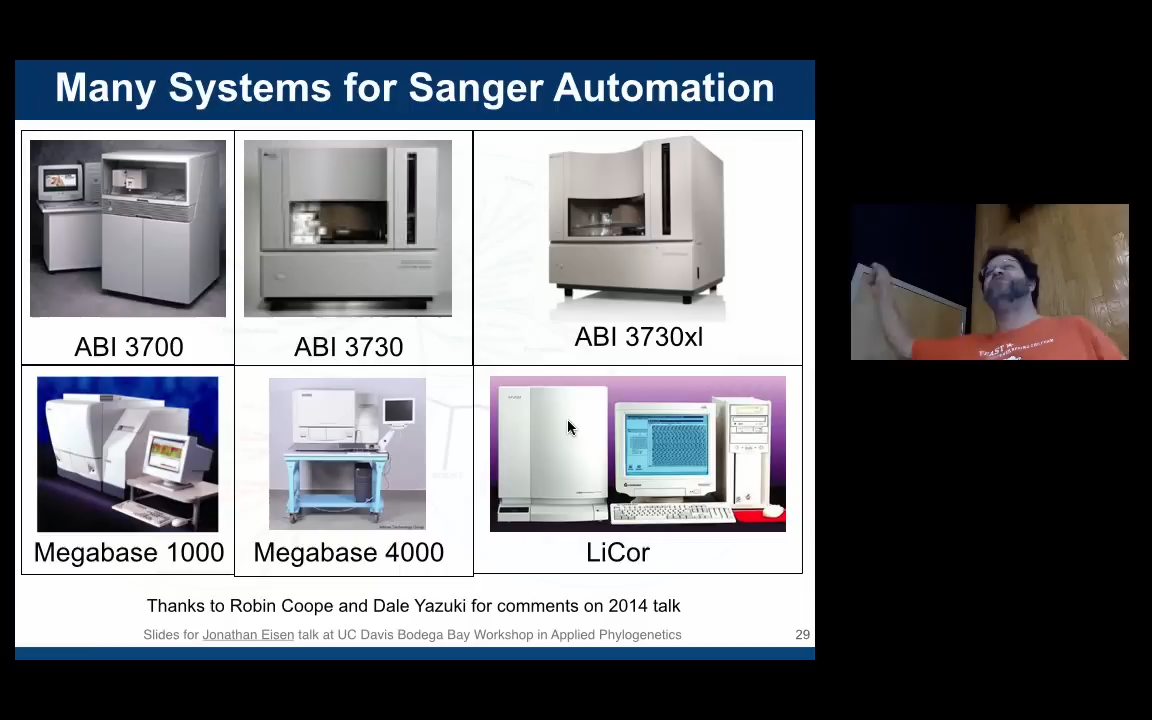 Many Systems for Sanger Automation
ABI 3700
ABI 3730
ABI 3730xl
Megabase 1000
Megabase 4000
LiCor
Thanks to Robin Coope and Dale Yazuki for comments on 2014 talk
Slides for Jonathan Eisen talk at UC Davis Bodega Bay Workshop in Applied Phylogenetics
29